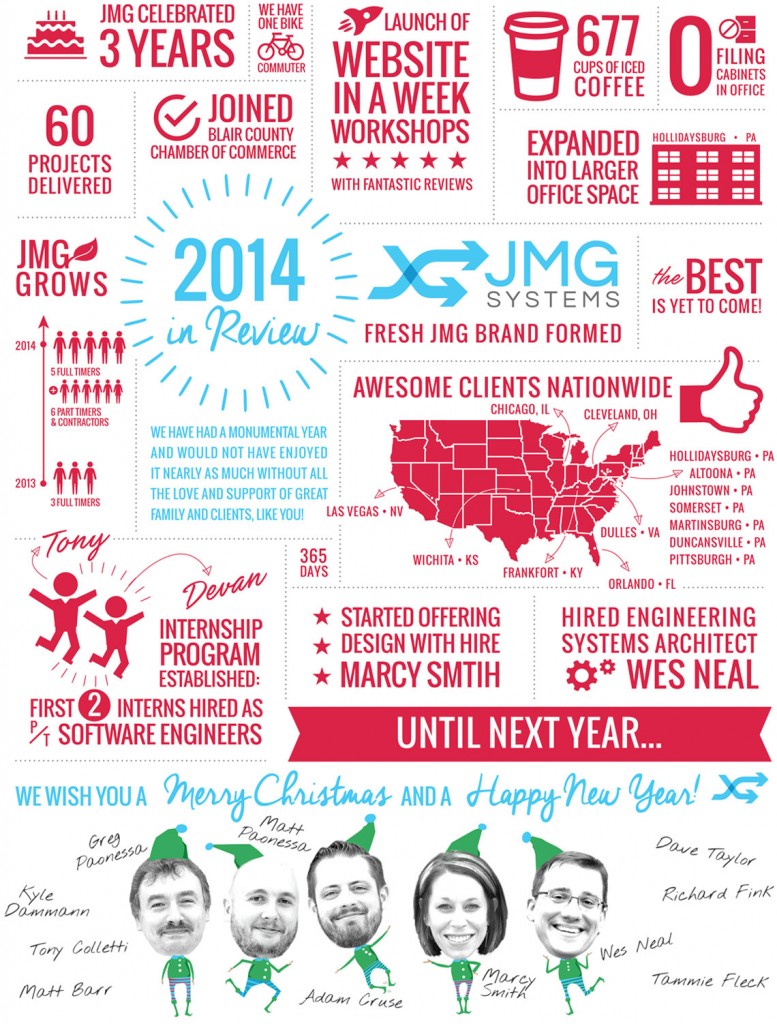 JMG CELEBRATED
3 YEARS
WE HAVE
ONE BIKE
COMMUTER
LAUNCH OF
WEBSITE
IN A WEEK
WORKSHOPS
WITH FANTASTIC REVIEWS
677
CUPS OF ICED
COFFEE
0
FILING
CABINETS
IN OFFICE
60
PROJECTS
DELIVERED
JOINED
BLAIR COUNTY
CHAMBER OF COMMERCE
EXPANDED
INTO LARGER
OFFICE SPACE
HOLLIDAYSBURG • PA
JMG
GROWS
2014
5 FULL TIMERS
+
6 PART TIMERS
& CONTRACTORS
2013
3 FULL TIMERS
2014
in Review
JMG
SYSTEMS
FRESH JMG BRAND FORMED
the BEST
IS YET TO COME!
WE HAVE HAD A MONUMENTAL YEAR
AND WOULD NOT HAVE ENJOYED
IT NEARLY AS MUCH WITHOUT ALL
THE LOVE AND SUPPORT OF GREAT
FAMILY AND CLIENTS, LIKE YOU!
AWESOME CLIENTS NATIONWIDE
CHICAGO, IL
CLEVELAND, OH
HOLLIDAYSBURG • PA
ALTOONA • PA
JOHNSTOWN • PA
SOMERSET • PA
MARTINSBURG • PA
DUNCANSVILLE • PA
PITTSBURGH • PA
LAS VEGAS • NV
DULLES • VA
WICHITA • KS
FRANKFORT • KY
ORLANDO • FL
Tony
Devan
INTERNSHIP
PROGRAM
ESTABLISHED:
FIRST 2 INTERNS HIRED AS
P/T SOFTWARE ENGINEERS
365
DAYS
STARTED OFFERING
DESIGN WITH HIRE
MARCY SMTIH
HIRED ENGINEERING
SYSTEMS ARCHITECT
WES NEAL
UNTIL NEXT YEAR...
WE WISH YOU A Merry Christmas AND A Happy New Year!
Greg
Paonessa
Matt
Paonessa
Dave Taylor
Kyle
Dammann
Richard Fink
Tony Colletti
Wes Neal
Matt Barr
Adam Cruse
Marcy
Smith
Tammie Fleck